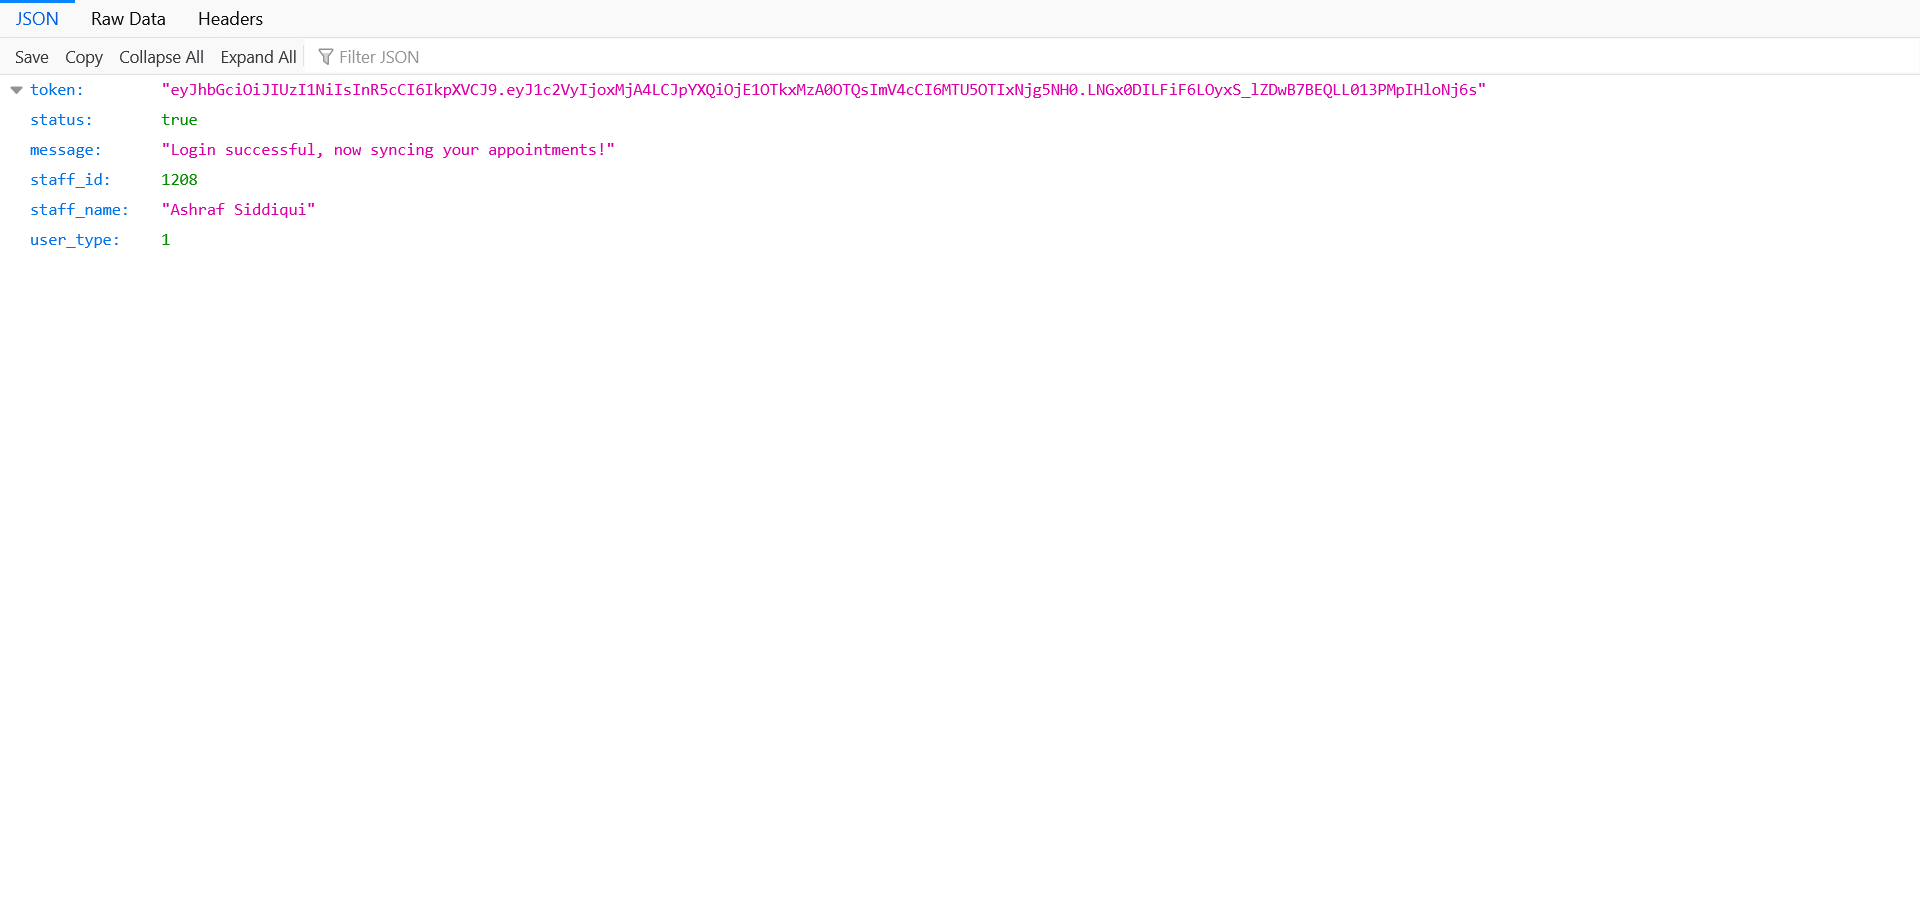 JSON Raw Data Headers
Save Copy Collapse All Expand All Filter JSON
token: "eyJhbGciOiJIUzI1NiIsInR5cCI6IkpXVCJ9.eyJ1c2VyIjoxMjA4LCJpYXQiOjE1OTkxMzA0OTQsImV4cCI6MTU5OTIxNjg5NH0.LNGx0DILFiF6LOyxS_lZDwB7BEQLL013PMpIHloNj6s"
status: true
message: "Login successful, now syncing your appointments!"
staff_id: 1208
staff_name: "Ashraf Siddiqui"
user_type: 1